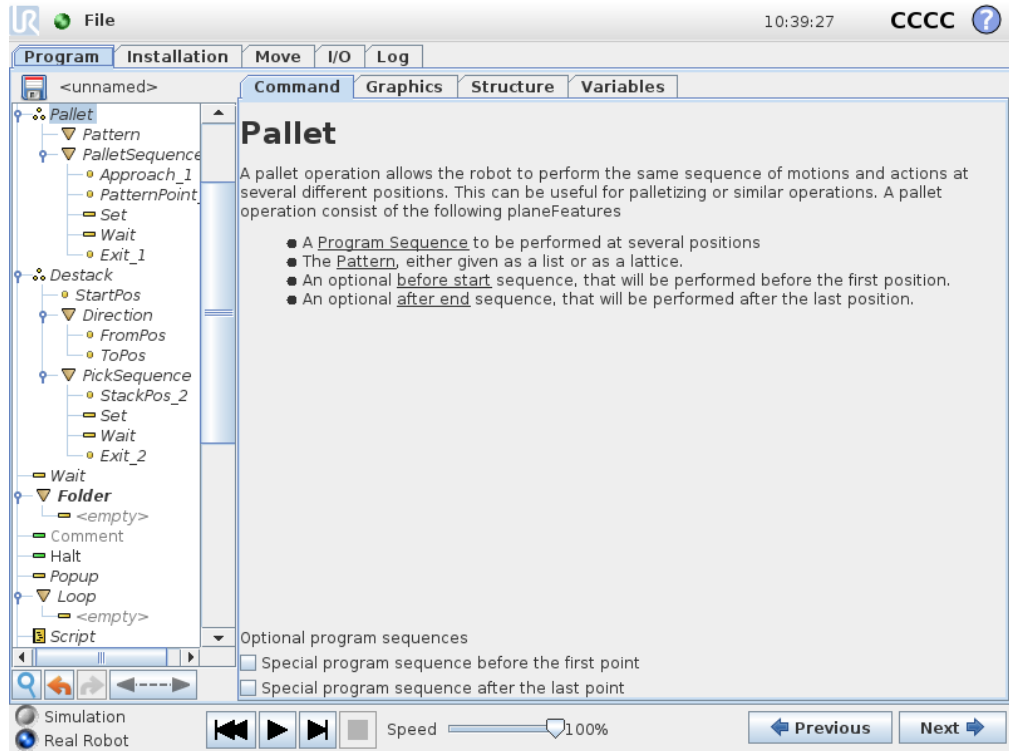 UR File 10:39:27 CCCC ?
Program Installation Move I/O Log
<unnamed> Command Graphics Structure Variables
Pallet
Pattern
PalletSequence
Approach_1
PatternPoint_
Set
Wait
Exit_1
Destack
StartPos
Direction
FromPos
ToPos
PickSequence
StackPos_2
Set
Wait
Exit_2
Wait
Folder
<empty>
Comment
Halt
Popup
Loop
<empty>
Script
Pallet
A pallet operation allows the robot to perform the same sequence of motions and actions at
several different positions. This can be useful for palletizing or similar operations. A pallet
operation consist of the following planeFeatures
● A Program Sequence to be performed at several positions
● The Pattern, either given as a list or as a lattice.
● An optional before start sequence, that will be performed before the first position.
● An optional after end sequence, that will be performed after the last position.
Optional program sequences
Special program sequence before the first point
Special program sequence after the last point
Simulation
Real Robot
Speed 100%
Previous Next